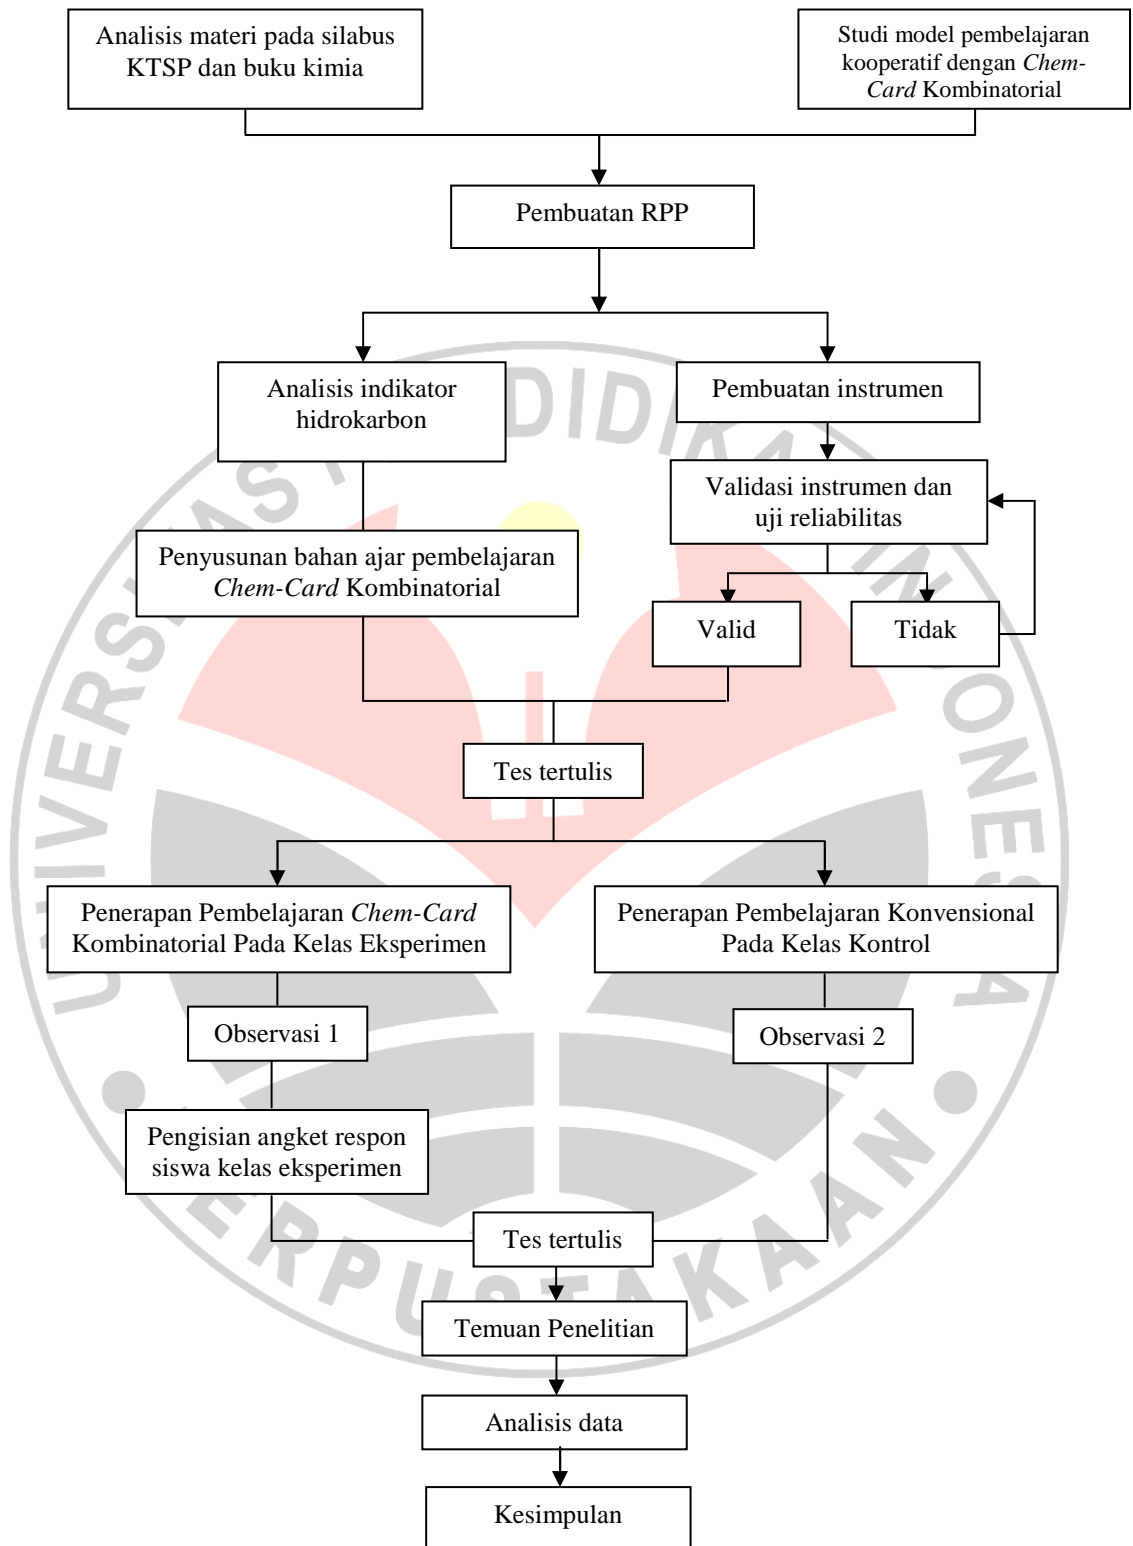 Analisis materi pada silabus
KTSP dan buku kimia
Studi model pembelajaran
kooperatif dengan Chem-
Card Kombinatorial
Pembuatan RPP
Analisis indikator
hidrokarbon
Pembuatan instrumen
Validasi instrumen dan
uji reliabilitas
Penyusunan bahan ajar pembelajaran
Chem-Card Kombinatorial
Valid
Tidak
Tes tertulis
Penerapan Pembelajaran Chem-Card
Kombinatorial Pada Kelas Eksperimen
Penerapan Pembelajaran Konvensional
Pada Kelas Kontrol
Observasi 1
Observasi 2
Pengisian angket respon
siswa kelas eksperimen
Tes tertulis
Temuan Penelitian
Analisis data
Kesimpulan
INDONESIA